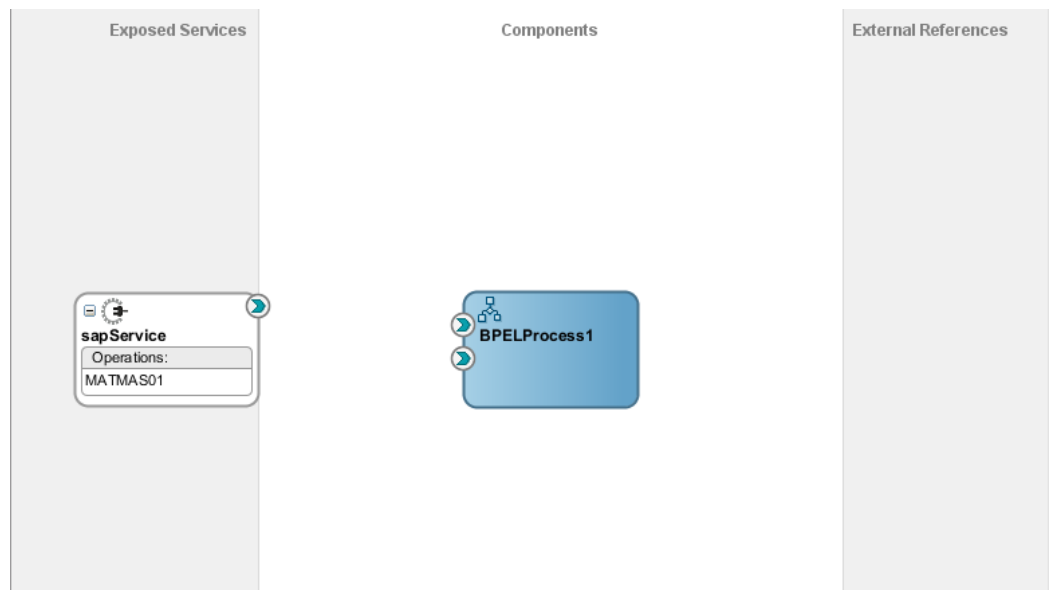 Exposed Services
Components
External References
sapService
Operations:
MATMAS01
BPELProcess1